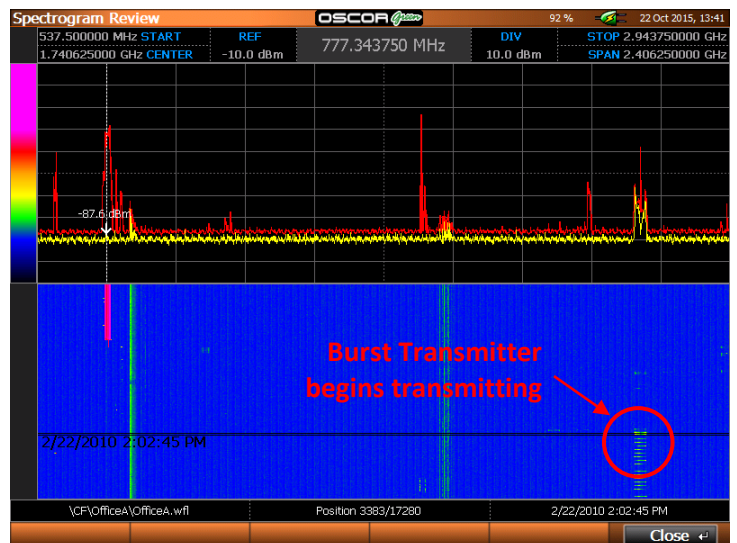 Spectrogram Review OSCOR Green 92 % 22 Oct 2015, 13:41
537.500000 MHz START REF 777.343750 MHz DIV STOP 2.943750000 GHz
1.740625000 GHz CENTER -10.0 dBm 10.0 dBm SPAN 2.406250000 GHz
-87.6 dBm
Burst Transmitter
begins transmitting
2/22/2010 2:02:45 PM
\CF\OfficeA\OfficeA.wfl Position 3383/17280 2/22/2010 2:02:45 PM
Close